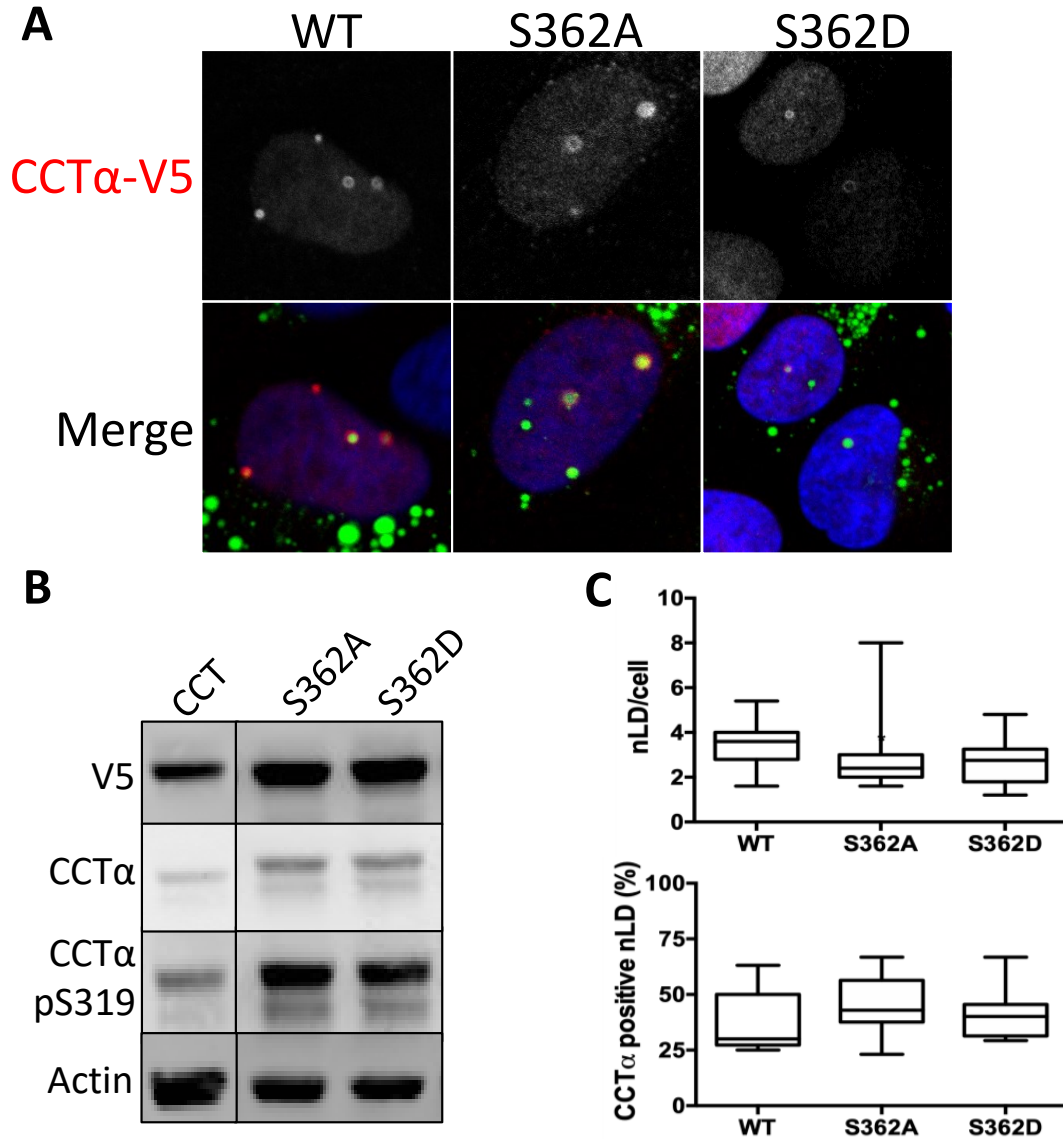 A
WT
S362A
S362D
CCTα-V5
Merge
B
CCT
S362A
S362D
V5
CCTα
CCTα
pS319
Actin
C
nLD/cell
10
8
6
4
2
0
*
WT
S362A
S362D
CCTα positive nLD (%)
100
75
50
25
0
WT
S362A
S362D